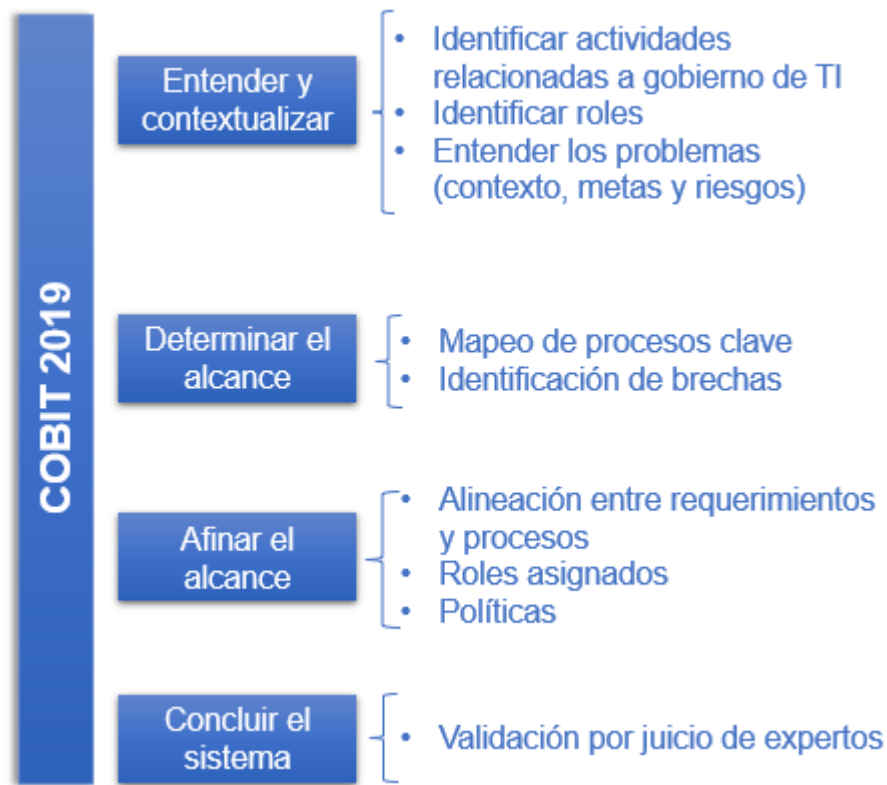 COBIT 2019
Entender y
contextualizar
• Identificar actividades
relacionadas a gobierno de TI
• Identificar roles
• Entender los problemas
(contexto, metas y riesgos)
Determinar el
alcance
• Mapeo de procesos clave
• Identificación de brechas
Afinar el
alcance
• Alineación entre requerimientos
y procesos
• Roles asignados
• Políticas
Concluir el
sistema
• Validación por juicio de expertos